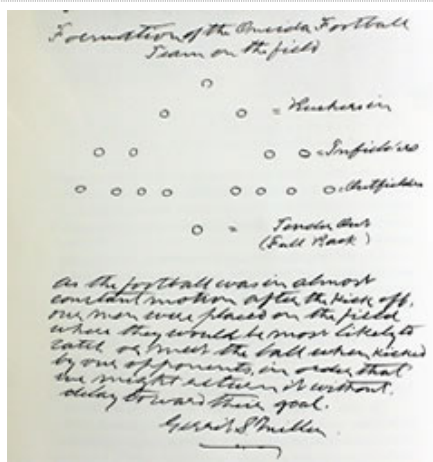 Formation of the Oneida Football
Team on the field
= Rushers in
= Infielders
= Outfielders
= Tender Out
(Full Back)
As the football was in almost
constant motion after the kick off,
our men were placed on the field
where they would be most likely to
catch or meet the ball when kicked
by our opponents, in order that
we might return it without
delay toward their goal.
Gerrit S. Miller